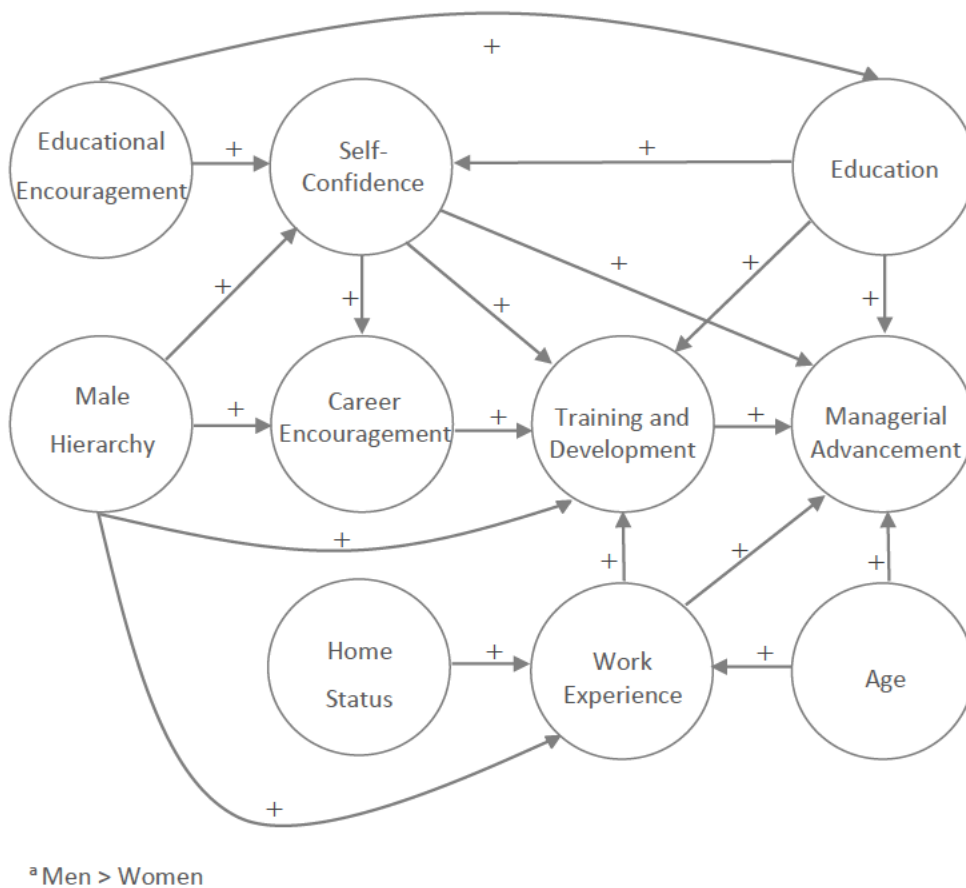 +
Educational
Encouragement
+
Self-
Confidence
+
Education
+
+
+
+
+
Male
Hierarchy
+
Career
Encouragement
+
Training and
Development
+
Managerial
Advancement
+
+
+
+
Home
Status
+
Work
Experience
+
Age
+
ᵃ Men > Women